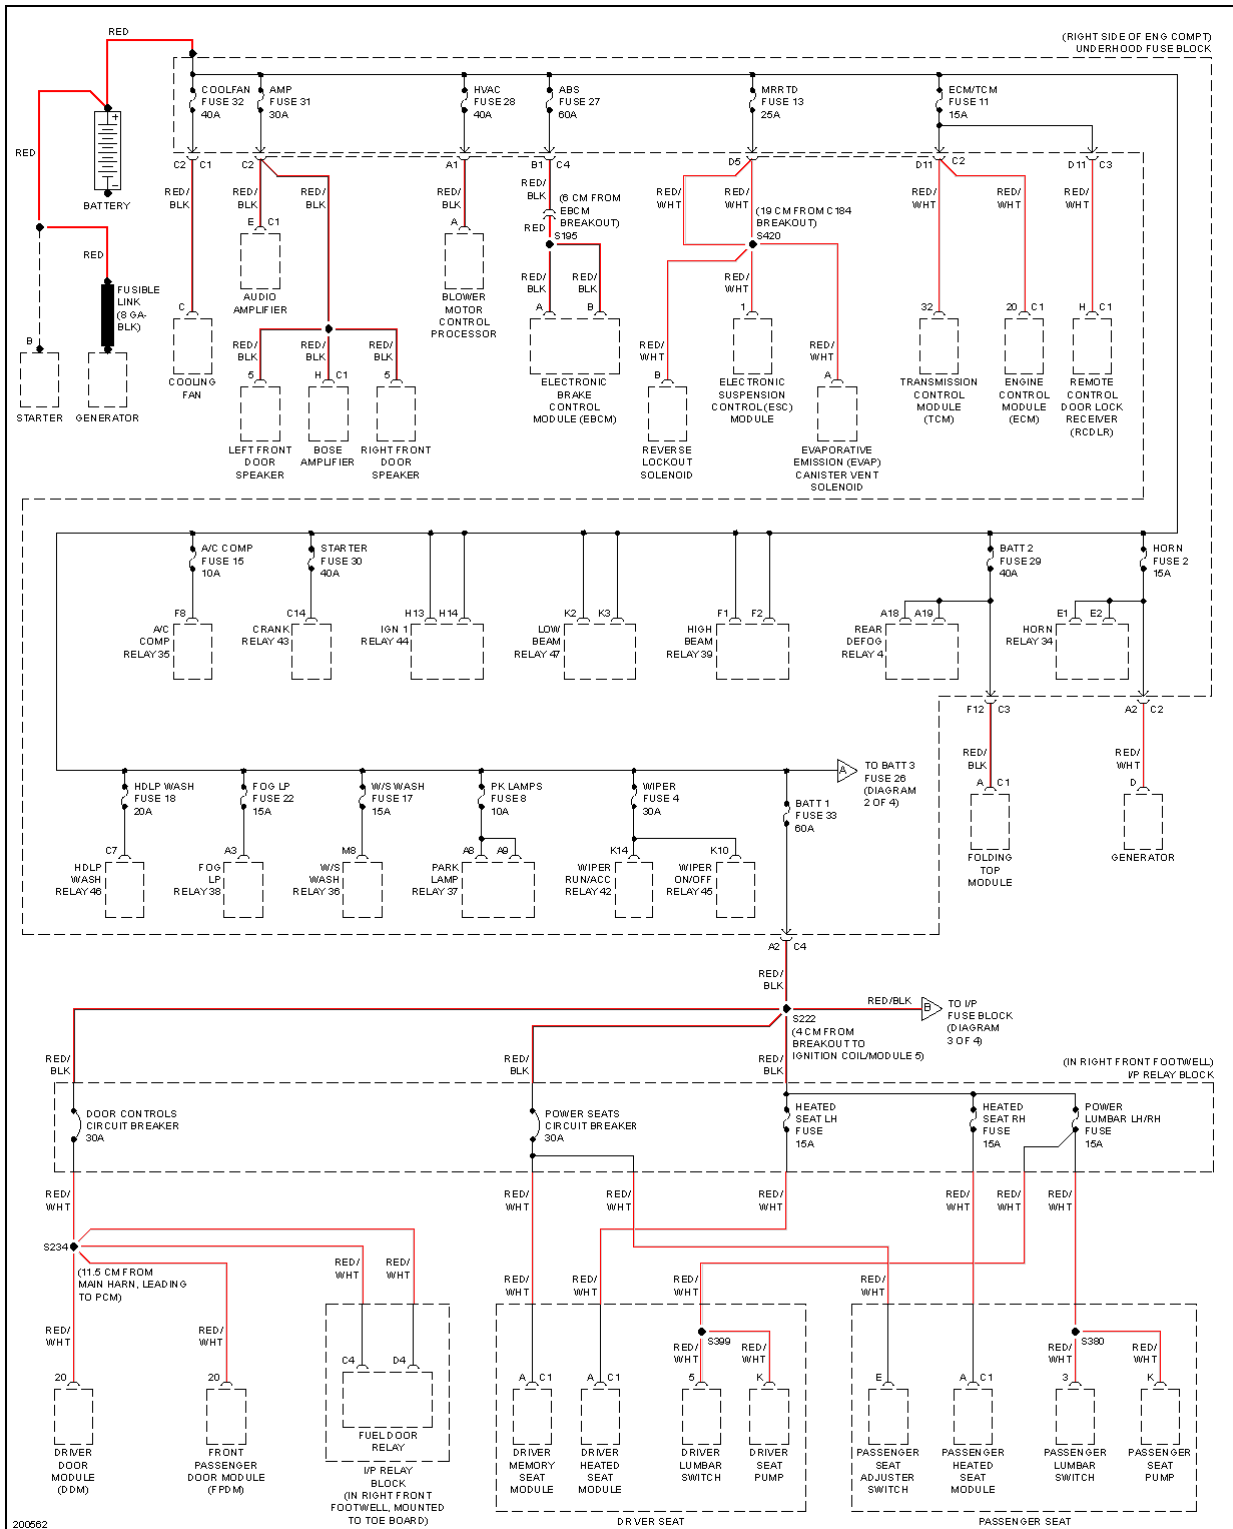 RED
(RIGHT SIDE OF ENG COMPT)
UNDERHOOD FUSE BLOCK
COOLFAN
FUSE 32
40A
AMP
FUSE 31
30A
HVAC
FUSE 28
40A
ABS
FUSE 27
60A
MRRTD
FUSE 13
25A
ECM/TCM
FUSE 11
15A
+
-
BATTERY
RED
C2 C1
C2
A1
B1 C4
D5
D11 C2
D11 C3
RED/
BLK
RED/
BLK
RED/
BLK
RED/
BLK
RED/
BLK
(6 CM FROM
EBCM
BREAKOUT)
RED
S195
RED/
WHT
RED/
WHT
(19 CM FROM C184
BREAKOUT)
S420
RED/
WHT
RED/
WHT
RED/
WHT
E C1
A
AUDIO
AMPLIFIER
BLOWER
MOTOR
CONTROL
PROCESSOR
RED
FUSIBLE
LINK
(8 GA-
BLK)
B
STARTER
GENERATOR
C
COOLING
FAN
RED/
BLK
RED/
BLK
RED/
BLK
5
H C1
5
LEFT FRONT
DOOR
SPEAKER
BOSE
AMPLIFIER
RIGHT FRONT
DOOR
SPEAKER
RED/
BLK
RED/
BLK
A
B
ELECTRONIC
BRAKE
CONTROL
MODULE (EBCM)
RED/
WHT
RED/
WHT
RED/
WHT
B
1
A
REVERSE
LOCKOUT
SOLENOID
ELECTRONIC
SUSPENSION
CONTROL(ESC)
MODULE
EVAPORATIVE
EMISSION (EVAP)
CANISTER VENT
SOLENOID
32
20 C1
H C1
TRANSMISSION
CONTROL
MODULE
(TCM)
ENGINE
CONTROL
MODULE
(ECM)
REMOTE
CONTROL
DOOR LOCK
RECEIVER
(RCDLR)
A/C COMP
FUSE 15
10A
STARTER
FUSE 30
40A
BATT 2
FUSE 29
40A
HORN
FUSE 2
15A
F8
C14
H13 H14
K2 K3
F1 F2
A18 A19
E1 E2
A/C
COMP
RELAY 35
CRANK
RELAY 43
IGN 1
RELAY 44
LOW
BEAM
RELAY 47
HIGH
BEAM
RELAY 39
REAR
DEFOG
RELAY 4
HORN
RELAY 34
F12 C3
A2 C2
RED/
BLK
RED/
WHT
A C1
D
FOLDING
TOP
MODULE
GENERATOR
A
TO BATT 3
FUSE 26
(DIAGRAM
2 OF 4)
HDLP WASH
FUSE 18
20A
FOG LP
FUSE 22
15A
W/S WASH
FUSE 17
15A
PK LAMPS
FUSE 8
10A
WIPER
FUSE 4
30A
BATT 1
FUSE 33
60A
C7
A3
M8
A8 A9
K14
K10
HDLP
WASH
RELAY 46
FOG
LP
RELAY 38
W/S
WASH
RELAY 36
PARK
LAMP
RELAY 37
WIPER
RUN/ACC
RELAY 42
WIPER
ON/OFF
RELAY 45
A2 C4
RED/
BLK
RED/BLK
B
TO I/P
FUSE BLOCK
(DIAGRAM
3 OF 4)
S222
(4 CM FROM
BREAKOUT TO
IGNITION COIL/MODULE 5)
RED/
BLK
RED/
BLK
RED/
BLK
(IN RIGHT FRONT FOOTWELL)
I/P RELAY BLOCK
DOOR CONTROLS
CIRCUIT BREAKER
30A
POWER SEATS
CIRCUIT BREAKER
30A
HEATED
SEAT LH
FUSE
15A
HEATED
SEAT RH
FUSE
15A
POWER
LUMBAR LH/RH
FUSE
15A
RED/
WHT
RED/
WHT
RED/
WHT
RED/
WHT
RED/
WHT
RED/
WHT
S234
(11.5 CM FROM
MAIN HARN, LEADING
TO PCM)
RED/
WHT
RED/
WHT
RED/
WHT
RED/
WHT
RED/
WHT
RED/
WHT
RED/
WHT
RED/
WHT
RED/
WHT
RED/
WHT
RED/
WHT
S399
S380
RED/
WHT
RED/
WHT
RED/
WHT
RED/
WHT
C4
D4
FUEL DOOR
RELAY
I/P RELAY
BLOCK
(IN RIGHT FRONT
FOOTWELL, MOUNTED
TO TOE BOARD)
20
20
DRIVER
DOOR
MODULE
(DDM)
FRONT
PASSENGER
DOOR MODULE
(FPDM)
A C1
A C1
5
K
E
A C1
3
K
DRIVER
MEMORY
SEAT
MODULE
DRIVER
HEATED
SEAT
MODULE
DRIVER
LUMBAR
SWITCH
DRIVER
SEAT
PUMP
PASSENGER
SEAT
ADJUSTER
SWITCH
PASSENGER
HEATED
SEAT
MODULE
PASSENGER
LUMBAR
SWITCH
PASSENGER
SEAT
PUMP
DRIVER SEAT
PASSENGER SEAT
200562